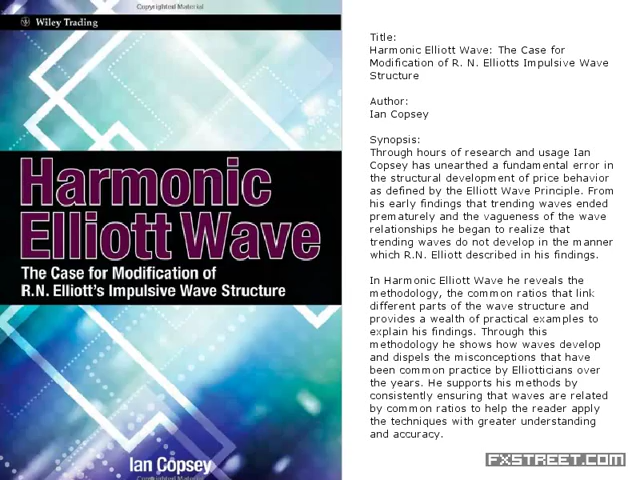 Copyrighted Material
Wiley Trading
Harmonic
Elliott Wave
The Case for Modification of
R.N. Elliott's Impulsive Wave Structure
Ian Copsey
Copyrighted Material
Title:
Harmonic Elliott Wave: The Case for
Modification of R. N. Elliotts Impulsive Wave
Structure
Author:
Ian Copsey
Synopsis:
Through hours of research and usage Ian
Copsey has unearthed a fundamental error in
the structural development of price behavior
as defined by the Elliott Wave Principle. From
his early findings that trending waves ended
prematurely and the vagueness of the wave
relationships he began to realize that
trending waves do not develop in the manner
which R.N. Elliott described in his findings.
In Harmonic Elliott Wave he reveals the
methodology, the common ratios that link
different parts of the wave structure and
provides a wealth of practical examples to
explain his findings. Through this
methodology he shows how waves develop
and dispels the misconceptions that have
been common practice by Ellioticians over
the years. He supports his methods by
consistently ensuring that waves are related
by common ratios to help the reader apply
the techniques with greater understanding
and accuracy.
FXSTREET.COM